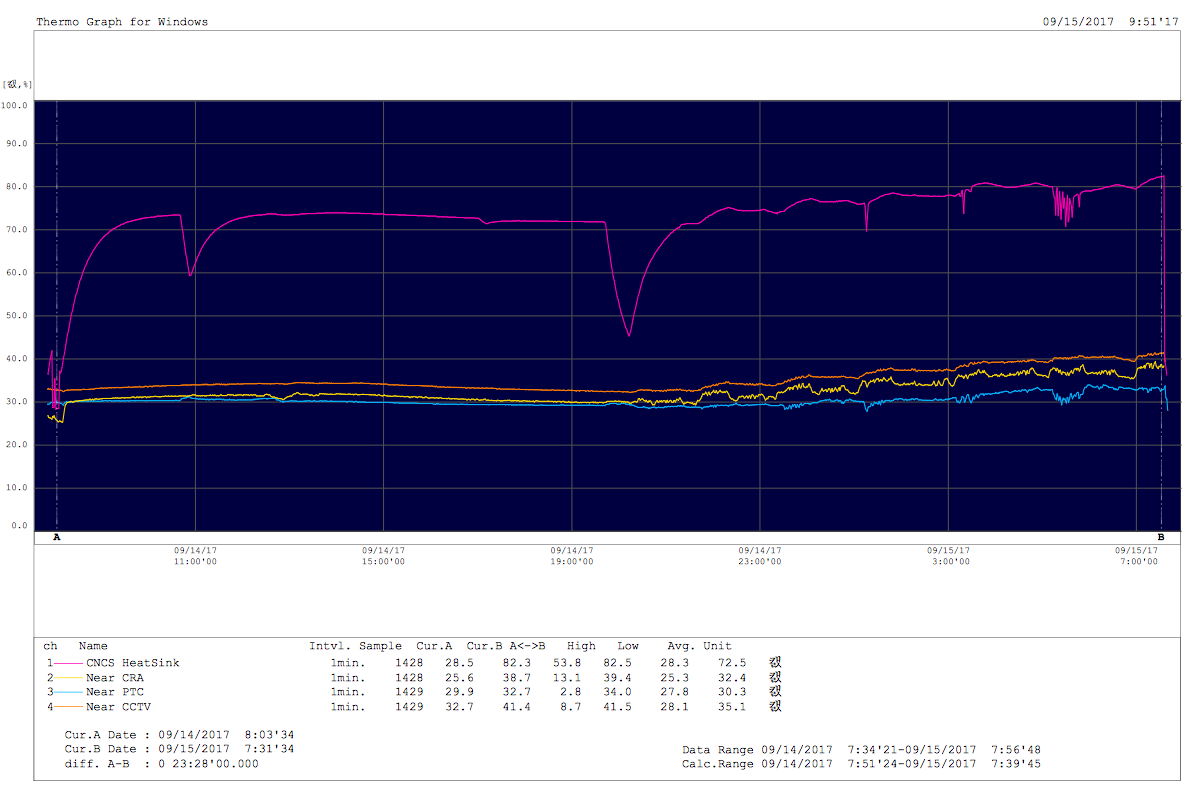 Thermo Graph for Windows 09/15/2017 9:51'17
[캜,%]
100.0
90.0
80.0
70.0
60.0
50.0
40.0
30.0
20.0
10.0
0.0
A B
09/14/17 09/14/17 09/14/17 09/14/17 09/15/17 09/15/17
11:00'00 15:00'00 19:00'00 23:00'00 3:00'00 7:00'00
ch Name Intvl. Sample Cur.A Cur.B A<->B High Low Avg. Unit
1 CNCS HeatSink 1min. 1428 28.5 82.3 53.8 82.5 28.3 72.5 캜
2 Near CRA 1min. 1428 25.6 38.7 13.1 39.4 25.3 32.4 캜
3 Near PTC 1min. 1429 29.9 32.7 2.8 34.0 27.8 30.3 캜
4 Near CCTV 1min. 1429 32.7 41.4 8.7 41.5 28.1 35.1 캜
Cur.A Date : 09/14/2017 8:03'34
Cur.B Date : 09/15/2017 7:31'34
diff. A-B : 0 23:28'00.000
Data Range 09/14/2017 7:34'21-09/15/2017 7:56'48
Calc.Range 09/14/2017 7:51'24-09/15/2017 7:39'45